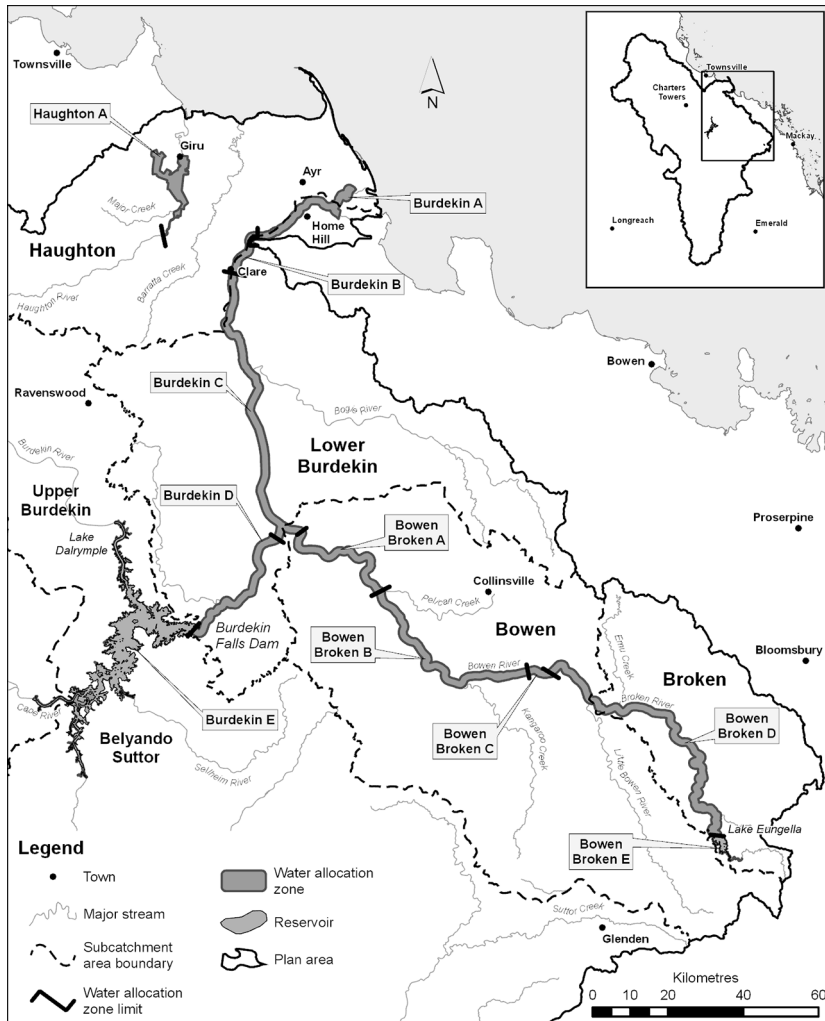 Townsville
Haughton A
Giru
Major Creek
Haughton
Haughton River
Barratta Creek
N
Ayr
Burdekin A
Home
Hill
Burdekin B
Clare
Townsville
Charters
Towers
Mackay
Longreach
Emerald
Bowen
Burdekin C
Ravenswood
Bogie River
Lower
Burdekin
Burdekin River
Upper
Burdekin
Burdekin D
Lake
Dalrymple
Bowen
Broken A
Proserpine
Collinsville
Pelican Creek
Burdekin
Falls Dam
Bowen
Bowen
Broken B
Bowen River
Emu Creek
Bloomsbury
Broken
Broken River
Cape River
Burdekin E
Belyando
Suttor
Sellheim River
Bowen
Broken C
Kangaroo Creek
Little Bowen River
Bowen
Broken D
Lake Eungella
Bowen
Broken E
Suttor Creek
Glenden
Legend
Town
Major stream
Subcatchment
area boundary
Water allocation
zone limit
Water allocation
zone
Reservoir
Plan area
Kilometres
0 5 10 20 40 60